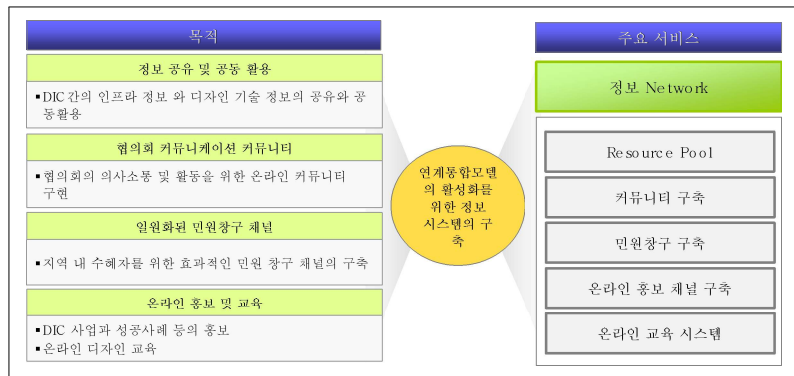 목적
정보 공유 및 공동 활용
▪DIC 간의 인프라 정보 와 디자인 기술 정보의 공유와 공
동활용
협의회 커뮤니케이션 커뮤니티
▪협의회의 의사소통 및 활동을 위한 온라인 커뮤니티
구현
일원화된 민원창구 채널
▪지역 내 수혜자를 위한 효과적인 민원 창구 채널의 구축
온라인 홍보 및 교육
▪DIC 사업과 성공사례 등의 홍보
▪온라인 디자인 교육
연계통합모델
의 활성화를
위한 정보
시스템의 구
축
주요 서비스
정보 Network
Resource Pool
커뮤니티 구축
민원창구 구축
온라인 홍보 채널 구축
온라인 교육 시스템